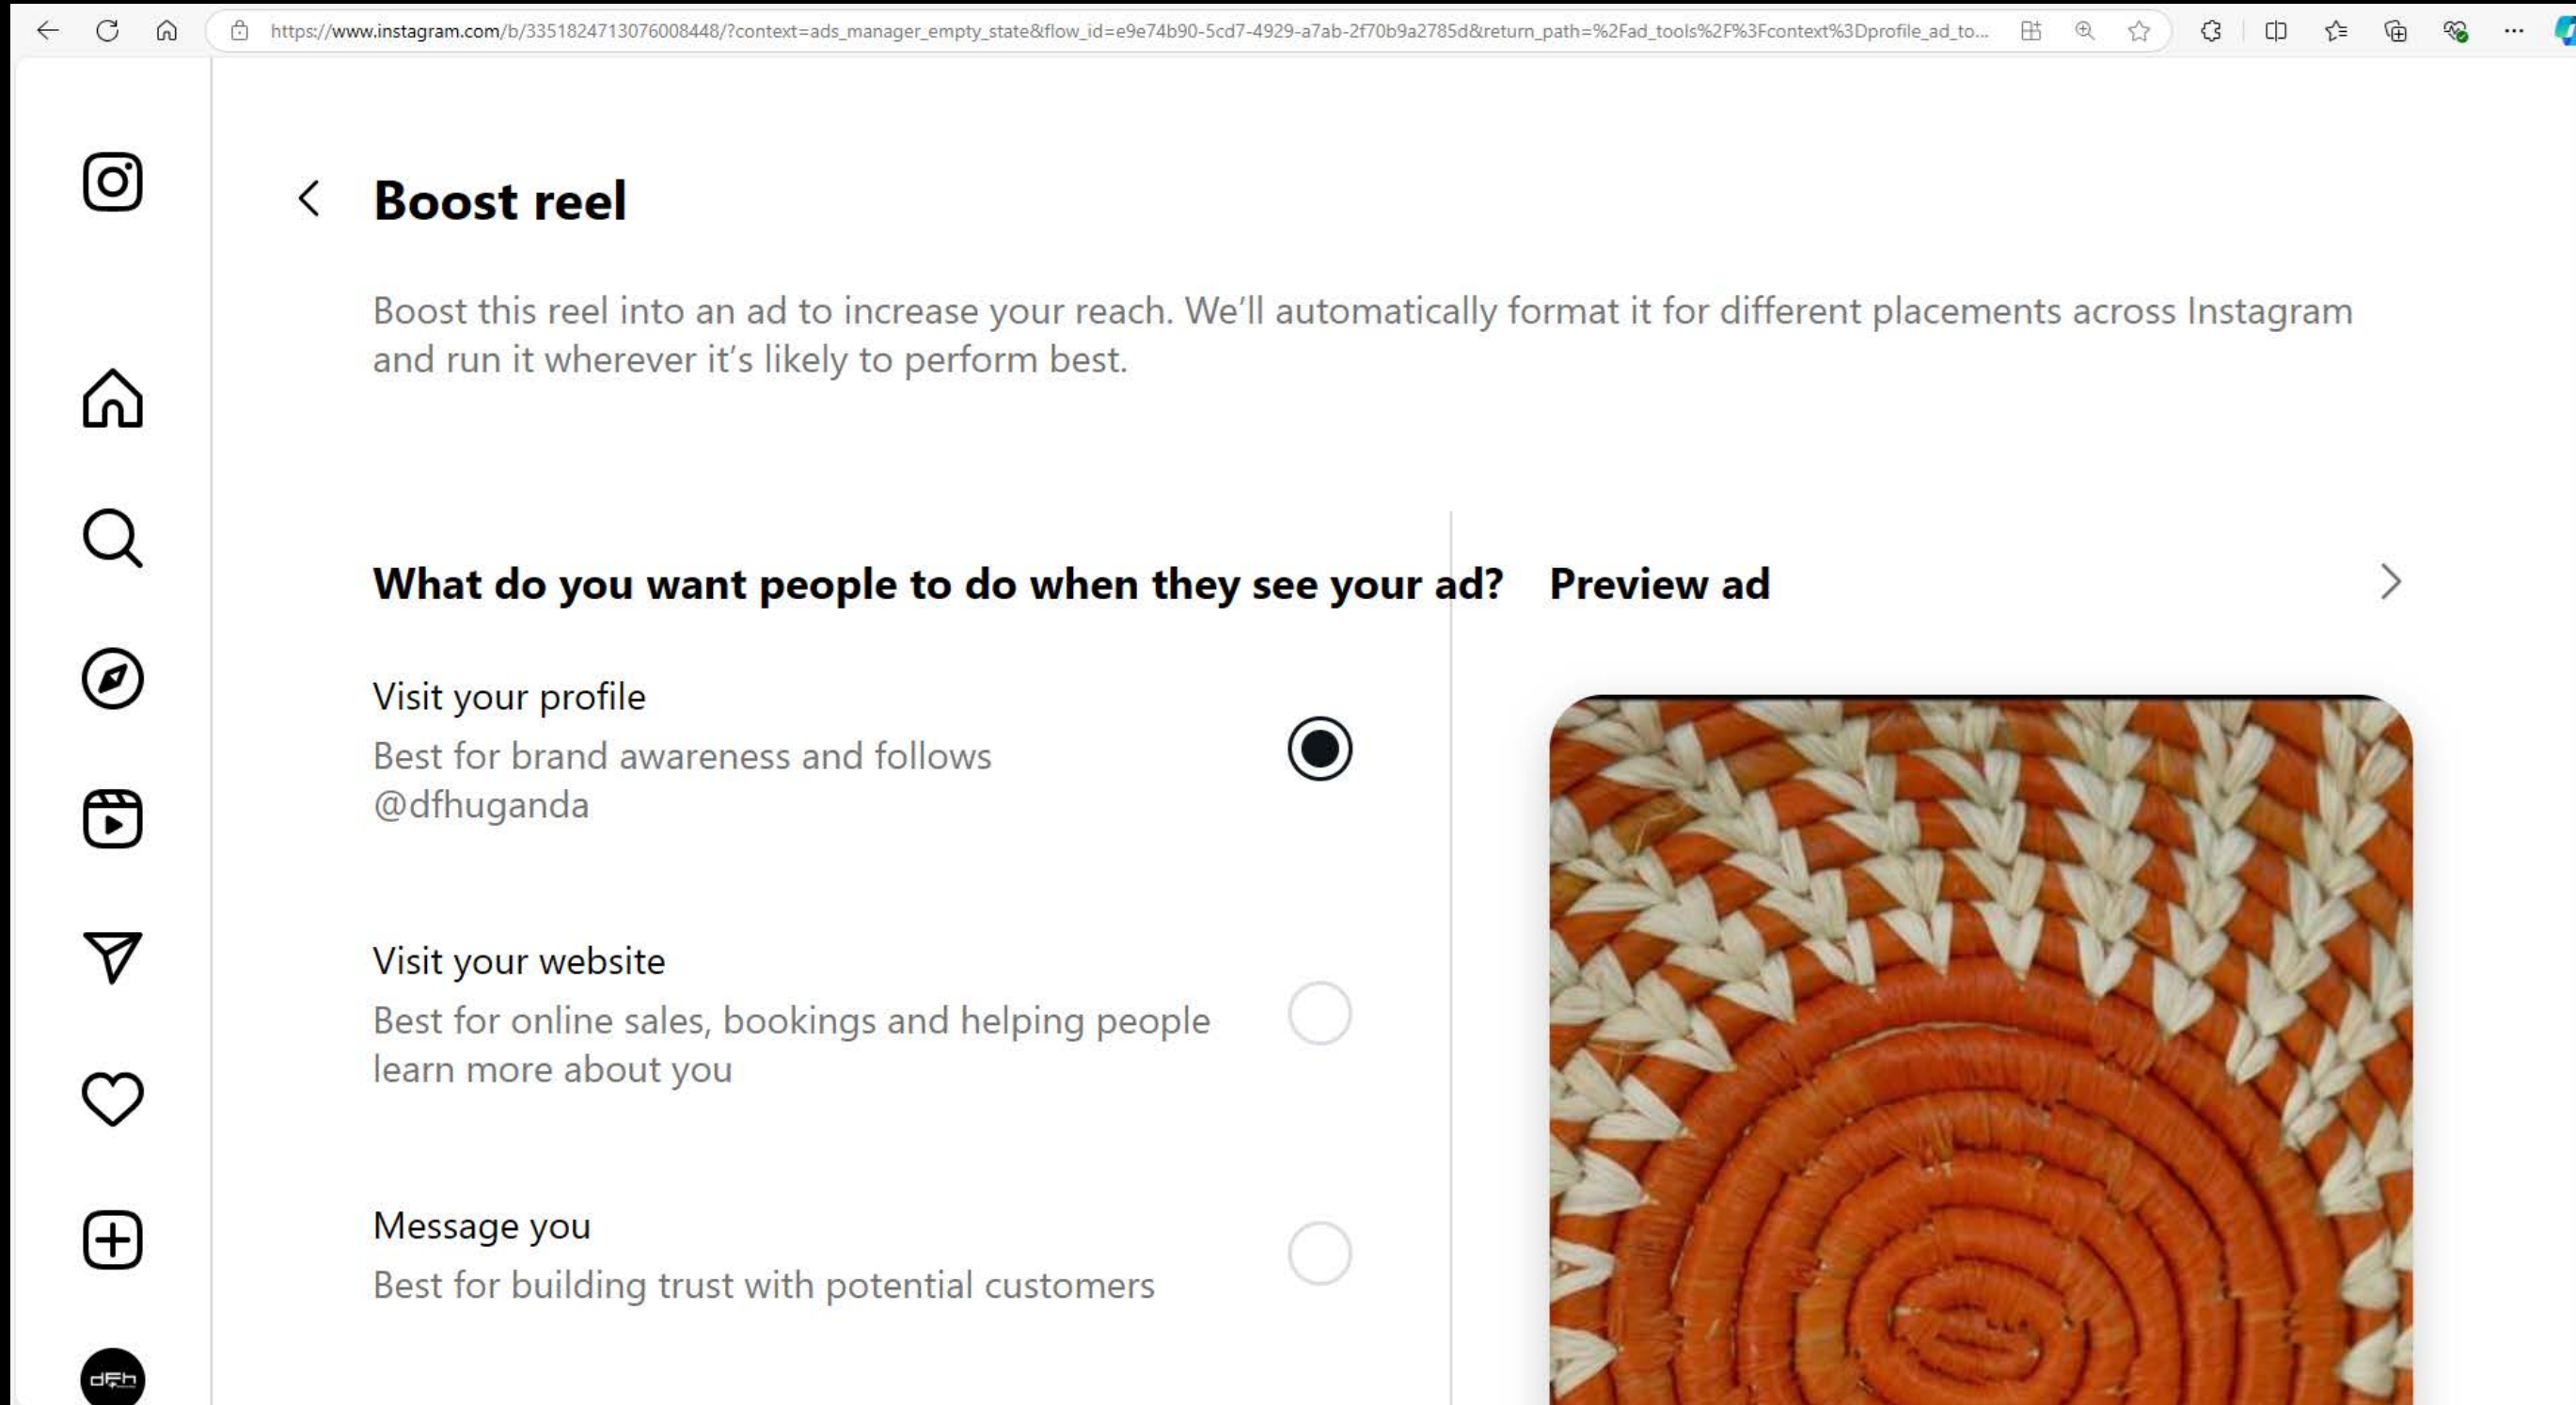 https://www.instagram.com/b/3351824713076008448/?context=ads_manager_empty_state&flow_id=e9e74b90-5cd7-4929-a7ab-2f70b9a2785d&return_path=%2Fad_tools%2F%3Fcontext%3Dprofile_ad_to...
Boost reel
Boost this reel into an ad to increase your reach. We’ll automatically format it for different placements across Instagram
and run it wherever it’s likely to perform best.
What do you want people to do when they see your ad?
Visit your profile
Best for brand awareness and follows
@dfhuganda
Visit your website
Best for online sales, bookings and helping people
learn more about you
Message you
Best for building trust with potential customers
Preview ad
dFh